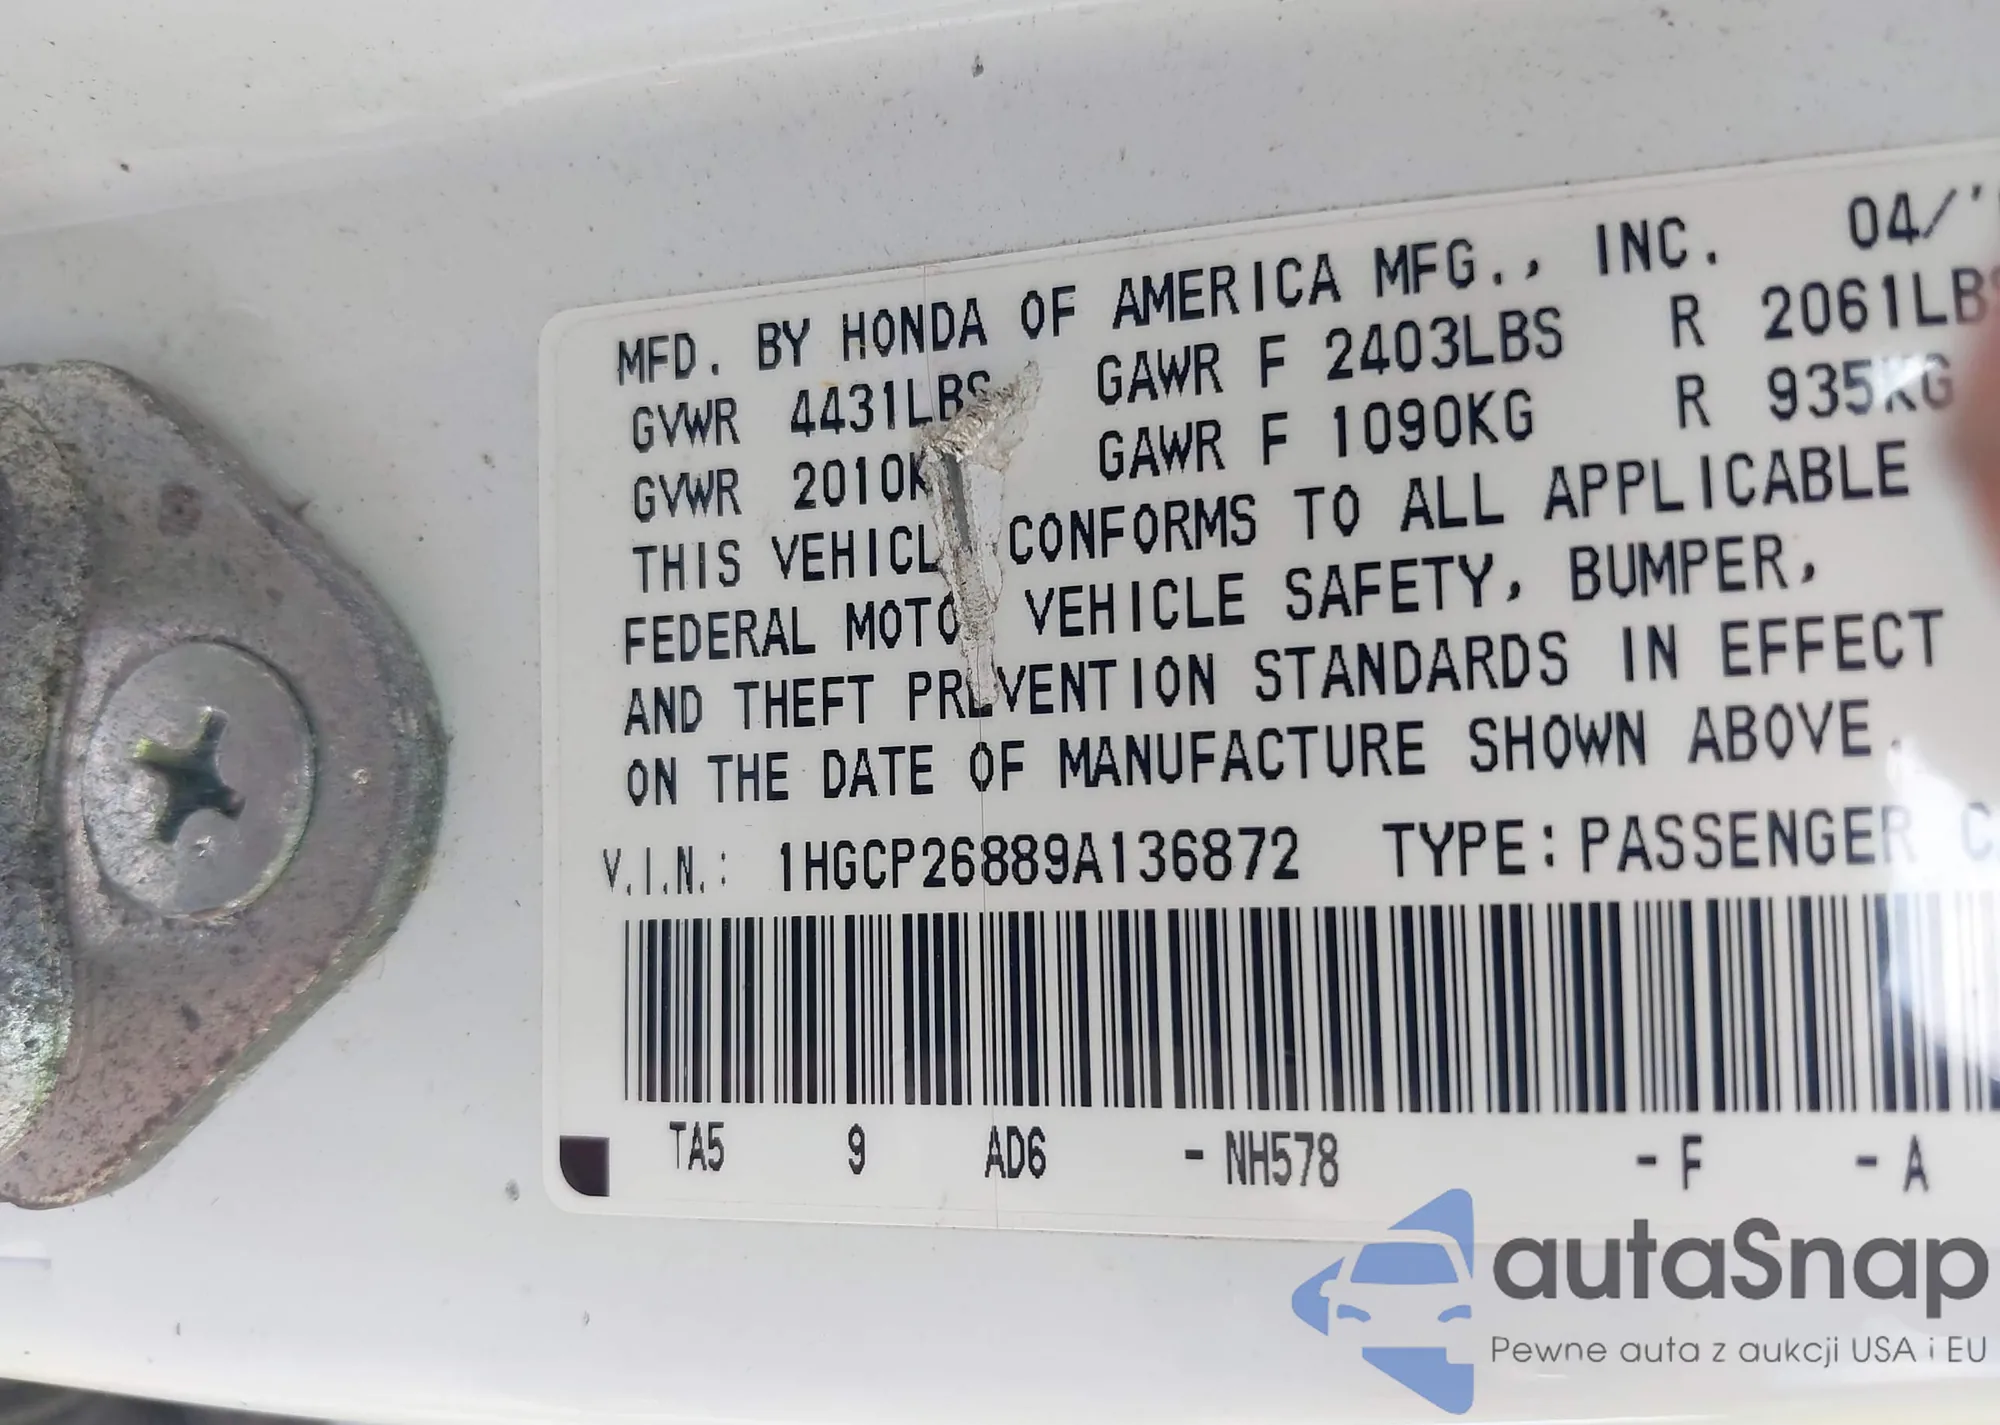 MFD. BY HONDA OF AMERICA MFG., INC. 04/'
GVWR 4431LBS GAWR F 2403LBS R 2061LBS
GVWR 2010K GAWR F 1090KG R 935KG
THIS VEHICL CONFORMS TO ALL APPLICABLE
FEDERAL MOTO VEHICLE SAFETY, BUMPER,
AND THEFT PREVENTION STANDARDS IN EFFECT
ON THE DATE OF MANUFACTURE SHOWN ABOVE.
V.I.N.: 1HGCP26889A136872 TYPE: PASSENGER C
TA5 9 AD6 - NH578 - F - A
autaSnap
Pewne auta z aukcji USA i EU